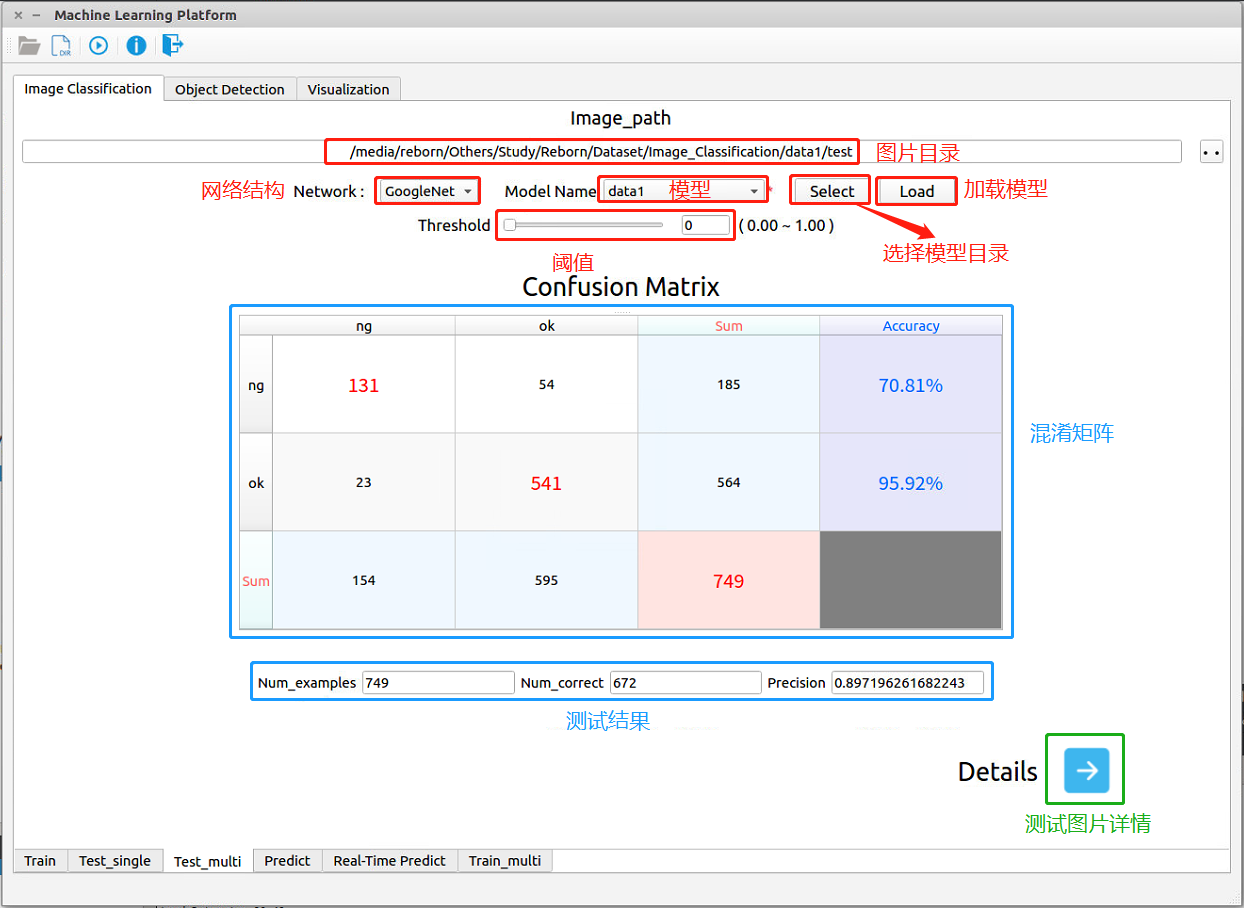 Machine Learning Platform
DIR
Image Classification Object Detection Visualization
Image_path
/media/reborn/Others/Study/Reborn/Dataset/Image_Classification/data1/test 图片目录 ..
网络结构 Network : GoogleNet Model Name data1 模型 * Select Load 加载模型
Threshold 0 ( 0.00 ~ 1.00 )
阈值 选择模型目录
Confusion Matrix
ng ok Sum Accuracy
ng 131 54 185 70.81%
混淆矩阵
ok 23 541 564 95.92%
Sum 154 595 749
Num_examples 749 Num_correct 672 Precision 0.897196261682243
测试结果
Details
测试图片详情
Train Test_single Test_multi Predict Real-Time Predict Train_multi